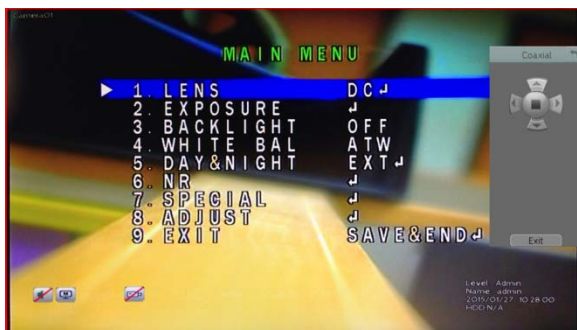 Camera01
MAIN MENU
Coaxial
1. LENS DC↲
2. EXPOSURE ↲
3. BACKLIGHT OFF
4. WHITE BAL ATW
5. DAY&NIGHT EXT↲
6. NR ↲
7. SPECIAL ↲
8. ADJUST ↲
9. EXIT SAVE&END↲
Exit
Level Admin
Name admin
2015/01/27 10:28:00
HDD N/A